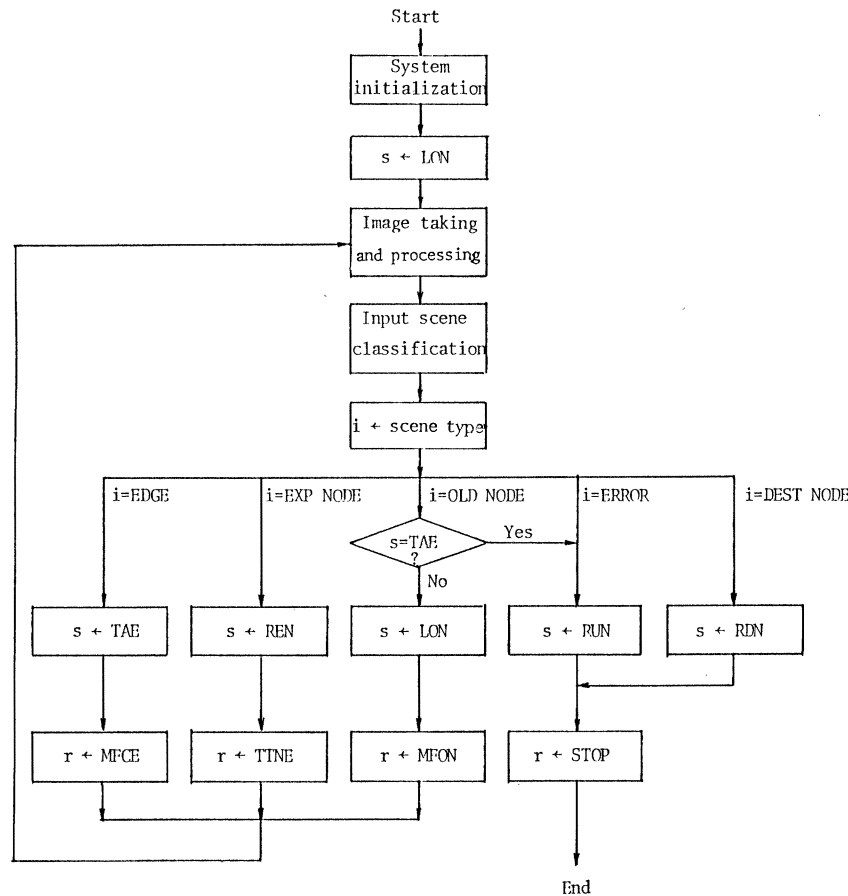 Start
System
initialization
s ← LON
Image taking
and processing
Input scene
classification
i ← scene type
i=EDGE
i=EXP NODE
i=OLD NODE
i=ERROR
i=DEST NODE
s=TAE
?
Yes
No
s ← TAE
s ← REN
s ← LON
s ← RUN
s ← RDN
r ← MFCE
r ← TTNE
r ← MFON
r ← STOP
End